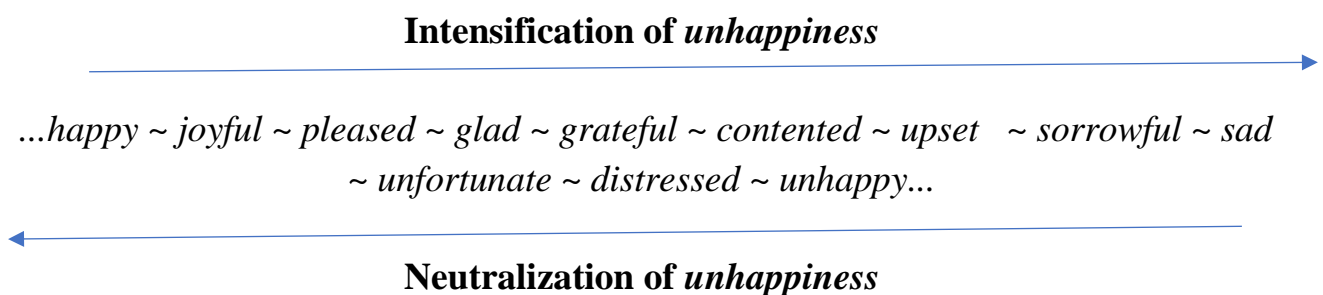 Intensification of unhappiness
...happy ~ joyful ~ pleased ~ glad ~ grateful ~ contented ~ upset ~ sorrowful ~ sad
~ unfortunate ~ distressed ~ unhappy...
Neutralization of unhappiness